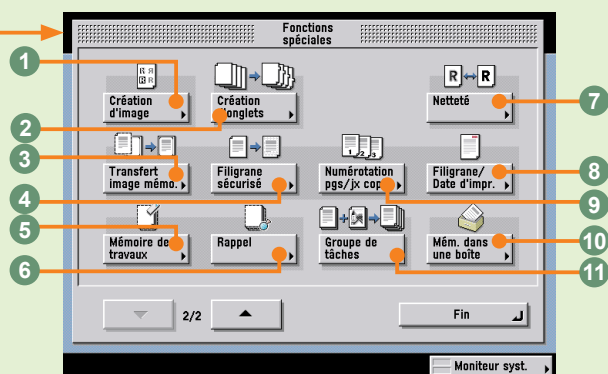 Fonctions
spéciales
1
2
3
4
5
6
7
8
9
10
11
Création
d'image
Création
d'onglets
Netteté
Transfert
image mémo.
Filigrane
sécurisé
Numérotation
pgs/jx cop.
Filigrane/
Date d'impr.
Mémoire de
travaux
Rappel
Groupe de
tâches
Mém. dans
une boîte
2/2
Fin
Moniteur syst.